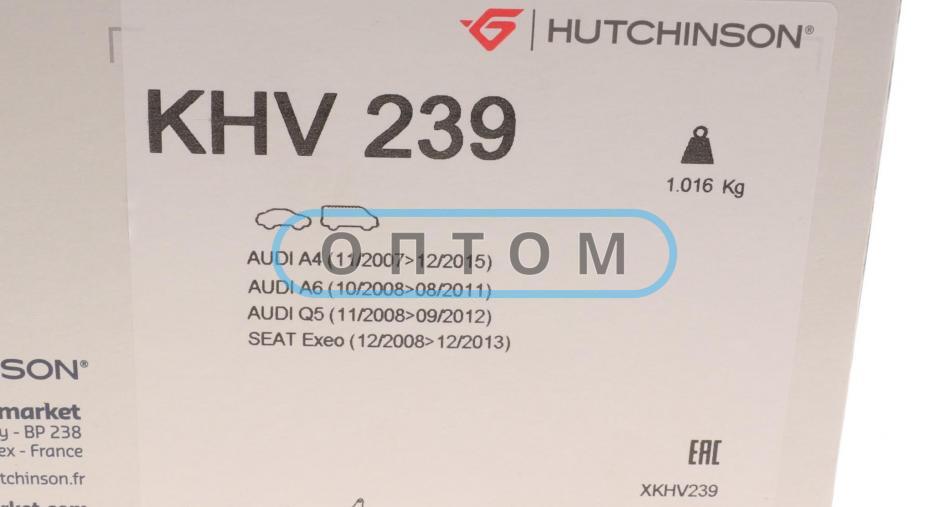 HUTCHINSON®
KHV 239
1.016 Kg
ОПТОМ
AUDI A4 (11/2007>12/2015)
AUDI A6 (10/2008>08/2011)
AUDI Q5 (11/2008>09/2012)
SEAT Exeo (12/2008>12/2013)
SON®
market
y - BP 238
ex - France
tchinson.fr
EAC
XKHV239